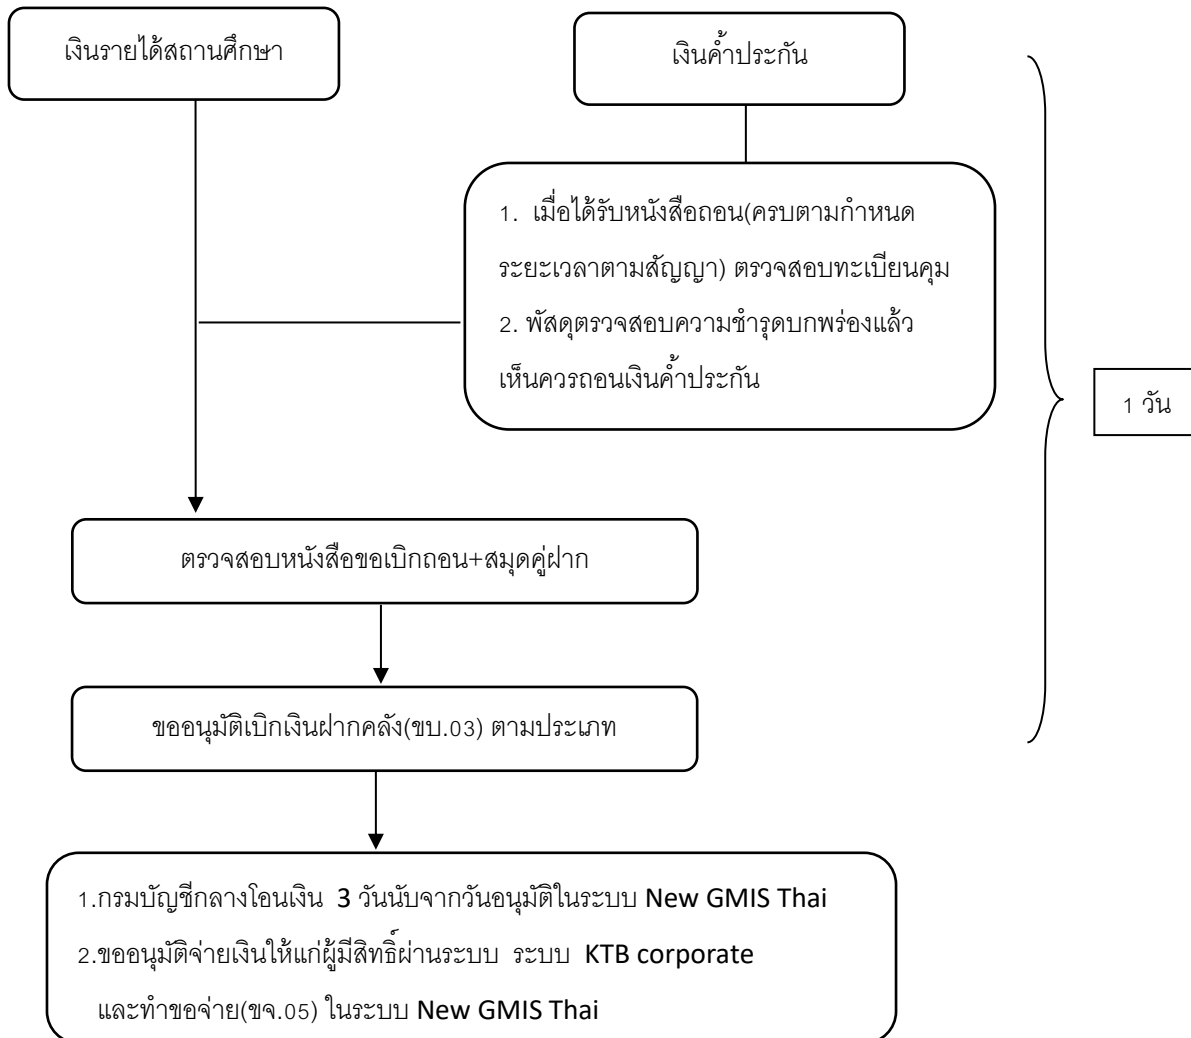 เงินรายได้สถานศึกษา
เงินค้ำประกัน
1. เมื่อได้รับหนังสือถอน(ครบตามกำหนด
ระยะเวลาตามสัญญา) ตรวจสอบทะเบียนคุม
2. พัสดุตรวจสอบความชำรุดบกพร่องแล้ว
เห็นควรถอนเงินค้ำประกัน
1 วัน
ตรวจสอบหนังสือขอเบิกถอน+สมุดคู่ฝาก
ขออนุมัติเบิกเงินฝากคลัง(ขบ.03) ตามประเภท
1.กรมบัญชีกลางโอนเงิน 3 วันนับจากวันอนุมัติในระบบ New GMIS Thai
2.ขออนุมัติจ่ายเงินให้แก่ผู้มีสิทธิ์ผ่านระบบ ระบบ KTB corporate
และทำขอจ่าย(ขจ.05) ในระบบ New GMIS Thai